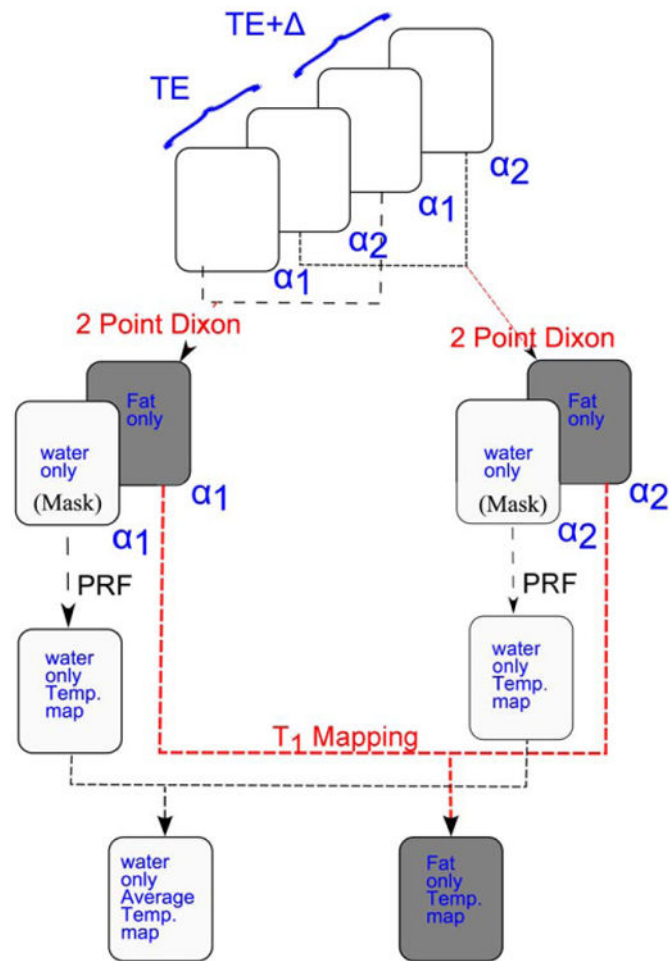 TE+Δ
TE
α2
α1
α2
α1
2 Point Dixon
2 Point Dixon
Fat
only
water
only
(Mask)
α1
α1
Fat
only
water
only
(Mask)
α2
α2
PRF
PRF
water
only
Temp.
map
water
only
Temp.
map
T1 Mapping
water
only
Average
Temp.
map
Fat
only
Temp.
map